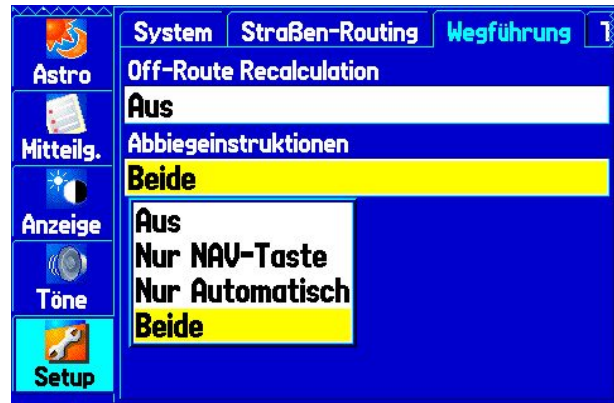 Astro
Mitteilg.
Anzeige
Töne
Setup
System Straßen-Routing Wegführung
Off-Route Recalculation
Aus
Abbiegeinstruktionen
Beide
Aus
Nur NAV-Taste
Nur Automatisch
Beide